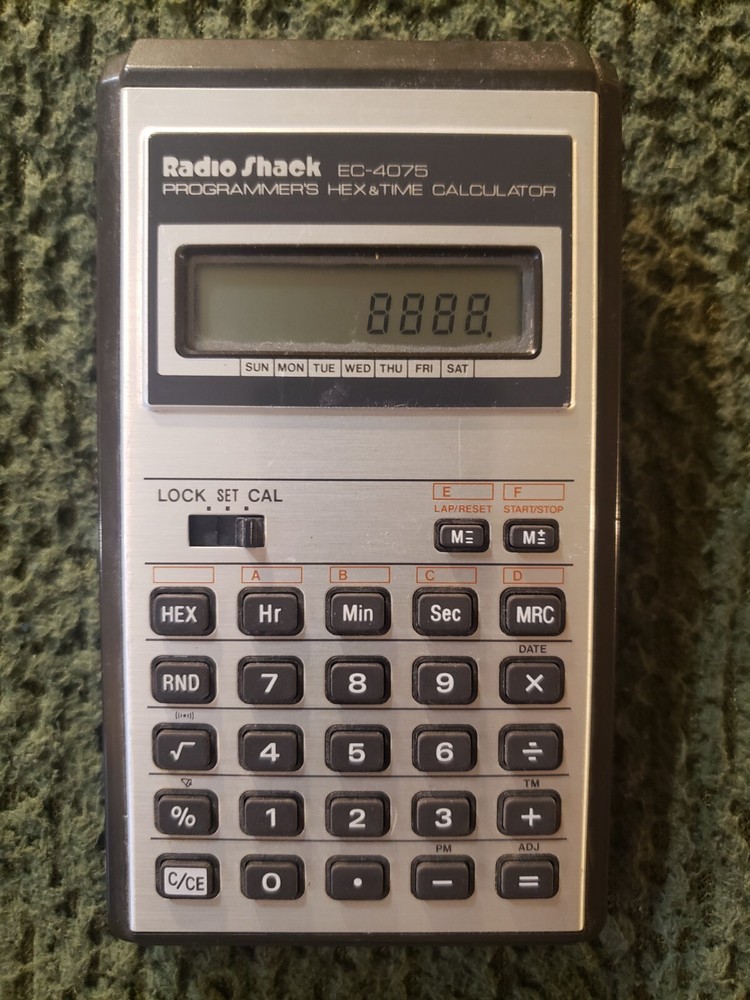 Radio Shack EC-4075
PROGRAMMER'S HEX & TIME CALCULATOR
8888.
SUN MON TUE WED THU FRI SAT
LOCK SET CAL
E F
LAP/RESET START/STOP
M= M±=
A B C D
HEX Hr Min Sec MRC
DATE
RND 7 8 9 ×
((•))
√ 4 5 6 ÷
TM
% 1 2 3 +
PM ADJ
C/CE 0 • − =